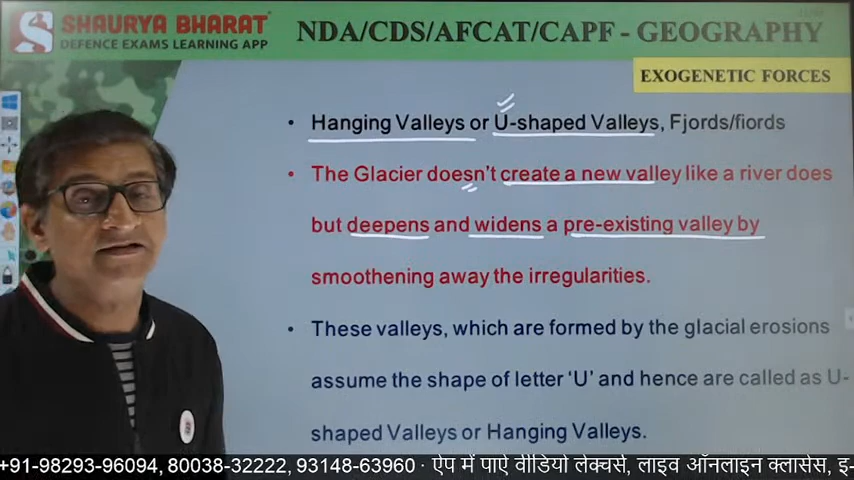 SHAURYA BHARAT
DEFENCE EXAMS LEARNING APP
NDA/CDS/AFCAT/CAPF - GEOGRAPHY
EXOGENETIC FORCES
• Hanging Valleys or U-shaped Valleys, Fjords/fiords
• The Glacier doesn't create a new valley like a river does
but deepens and widens a pre-existing valley by
smoothening away the irregularities.
• These valleys, which are formed by the glacial erosions
assume the shape of letter 'U' and hence are called as U-
shaped Valleys or Hanging Valleys.
+91-98293-96094, 80038-32222, 93148-63960 • ऐप में पाऐं वीडियो लेक्चर्स, लाइव ऑनलाइन क्लासेस, इ-